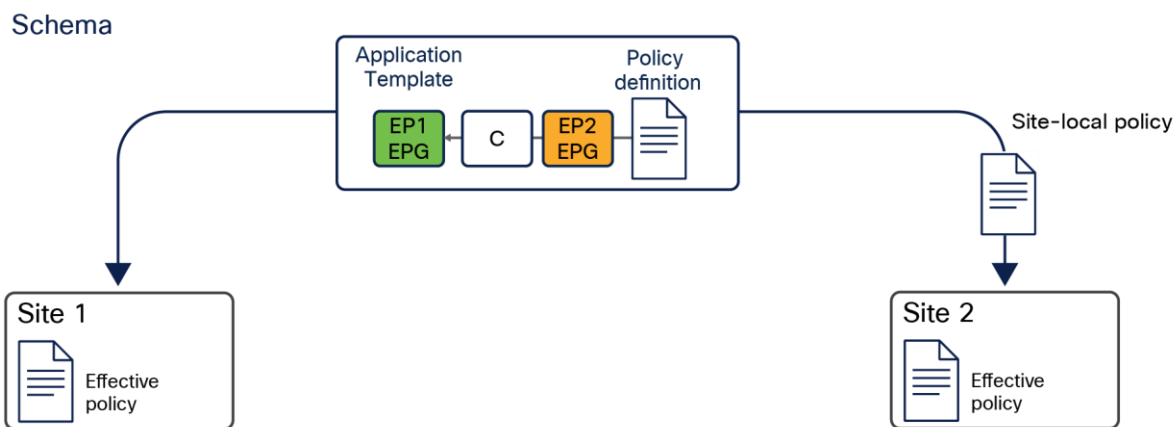 Schema
Application
Template
Policy
definition
EP1
EPG
C
EP2
EPG
Site-local policy
Site 1
Effective
policy
Site 2
Effective
policy